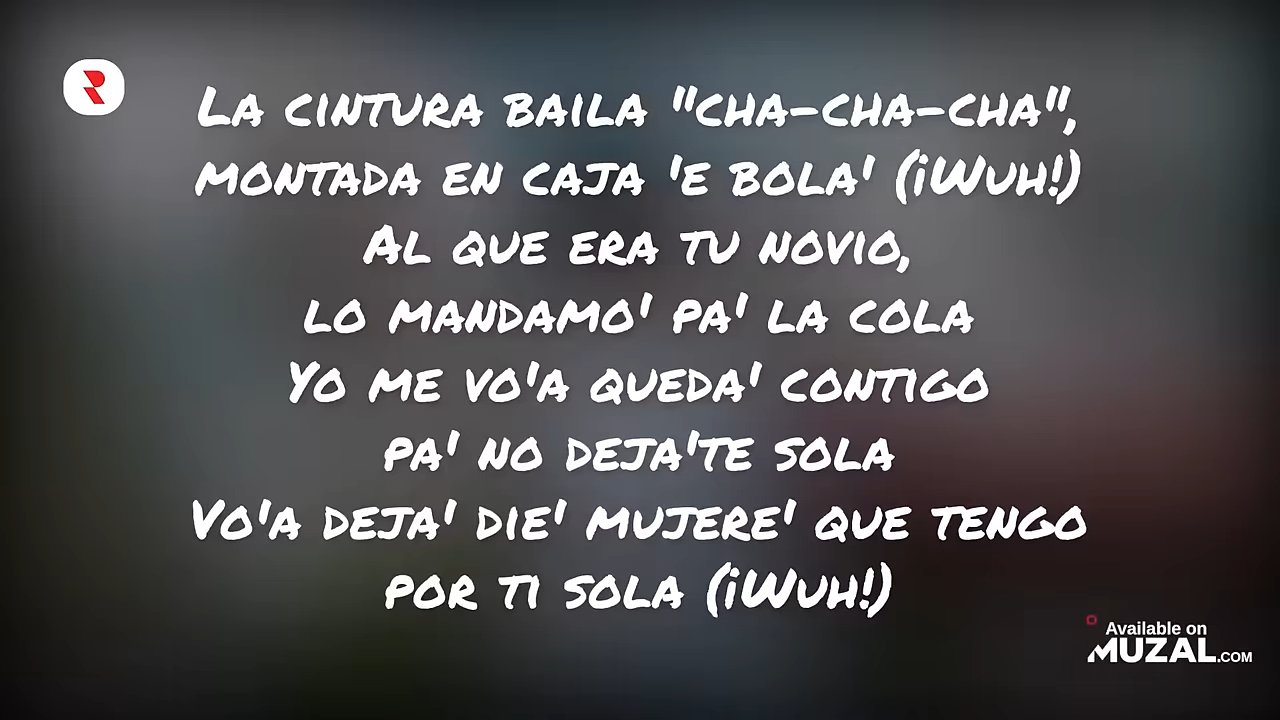 La cintura baila "cha-cha-cha",
montada en caja 'e bola' (¡Wuh!)
Al que era tu novio,
lo mandamo' pa' la cola
Yo me vo'a queda' contigo
pa' no deja'te sola
Vo'a deja' die' mujere' que tengo
por ti sola (¡Wuh!)
Available on
MUZAL.COM